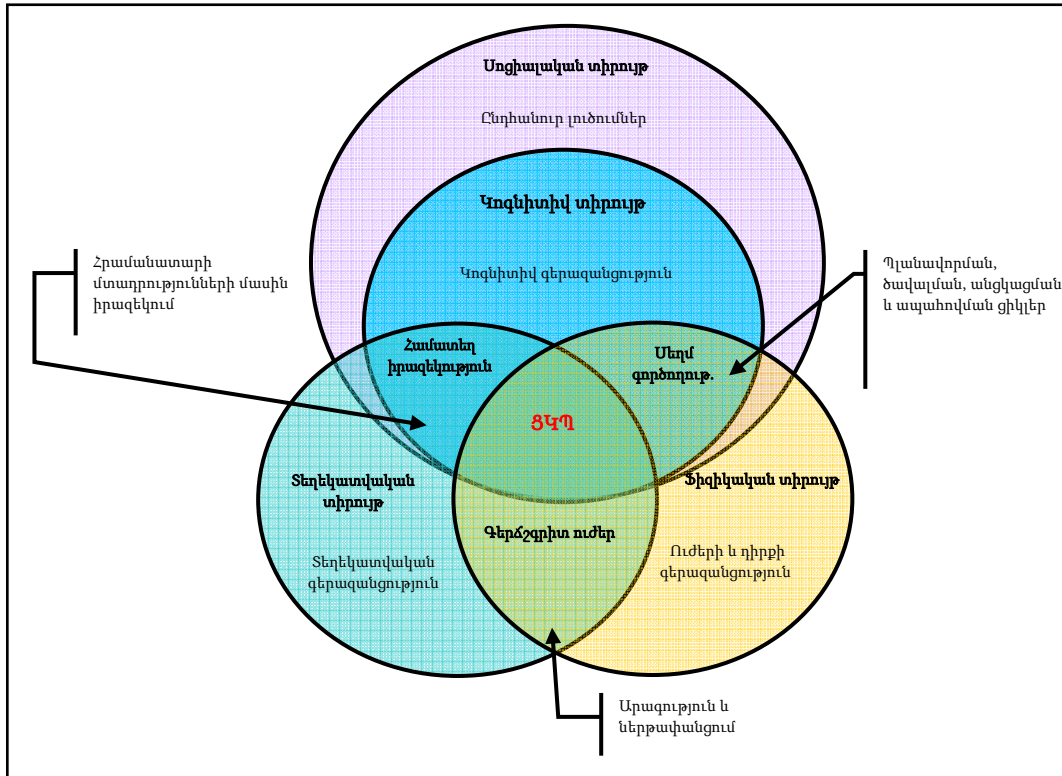 Սոցիալական տիրույթ
Ընդհանուր լուծումներ
Կոգնիտիվ տիրույթ
Կոգնիտիվ գերազանցություն
Հրամանատարի
մտադրությունների մասին
իրազեկում
Պլանավորման,
ծավալման, անցկացման
և ապահովման ցիկլեր
Համատեղ
իրազեկություն
Սեղմ
գործողութ.
ՑԿՊ
Տեղեկատվական
տիրույթ
Ֆիզիկական տիրույթ
Գերճշգրիտ ուժեր
Տեղեկատվական
գերազանցություն
Ուժերի և դիրքի
գերազանցություն
Արագություն և
ներթափանցում